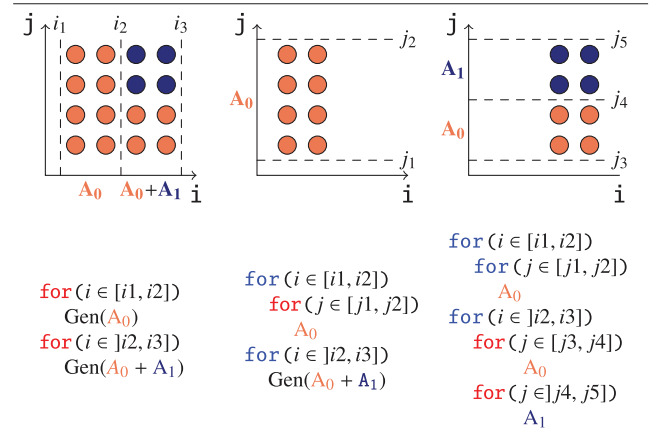 j i₁ i₂ i₃
i
A₀ A₀+A₁
for(i ∈ [i1, i2])
Gen(A₀)
for(i ∈ ]i2, i3])
Gen(A₀ + A₁)
j
j₂
A₀
j₁
i
for(i ∈ [i1, i2])
for(j ∈ [j1, j2])
A₀
for(i ∈ ]i2, i3])
Gen(A₀ + A₁)
j
j₅
A₁
j₄
A₀
j₃
i
for(i ∈ [i1, i2])
for(j ∈ [j1, j2])
A₀
for(i ∈ ]i2, i3])
for(j ∈ [j3, j4])
A₀
for(j ∈]j4, j5])
A₁